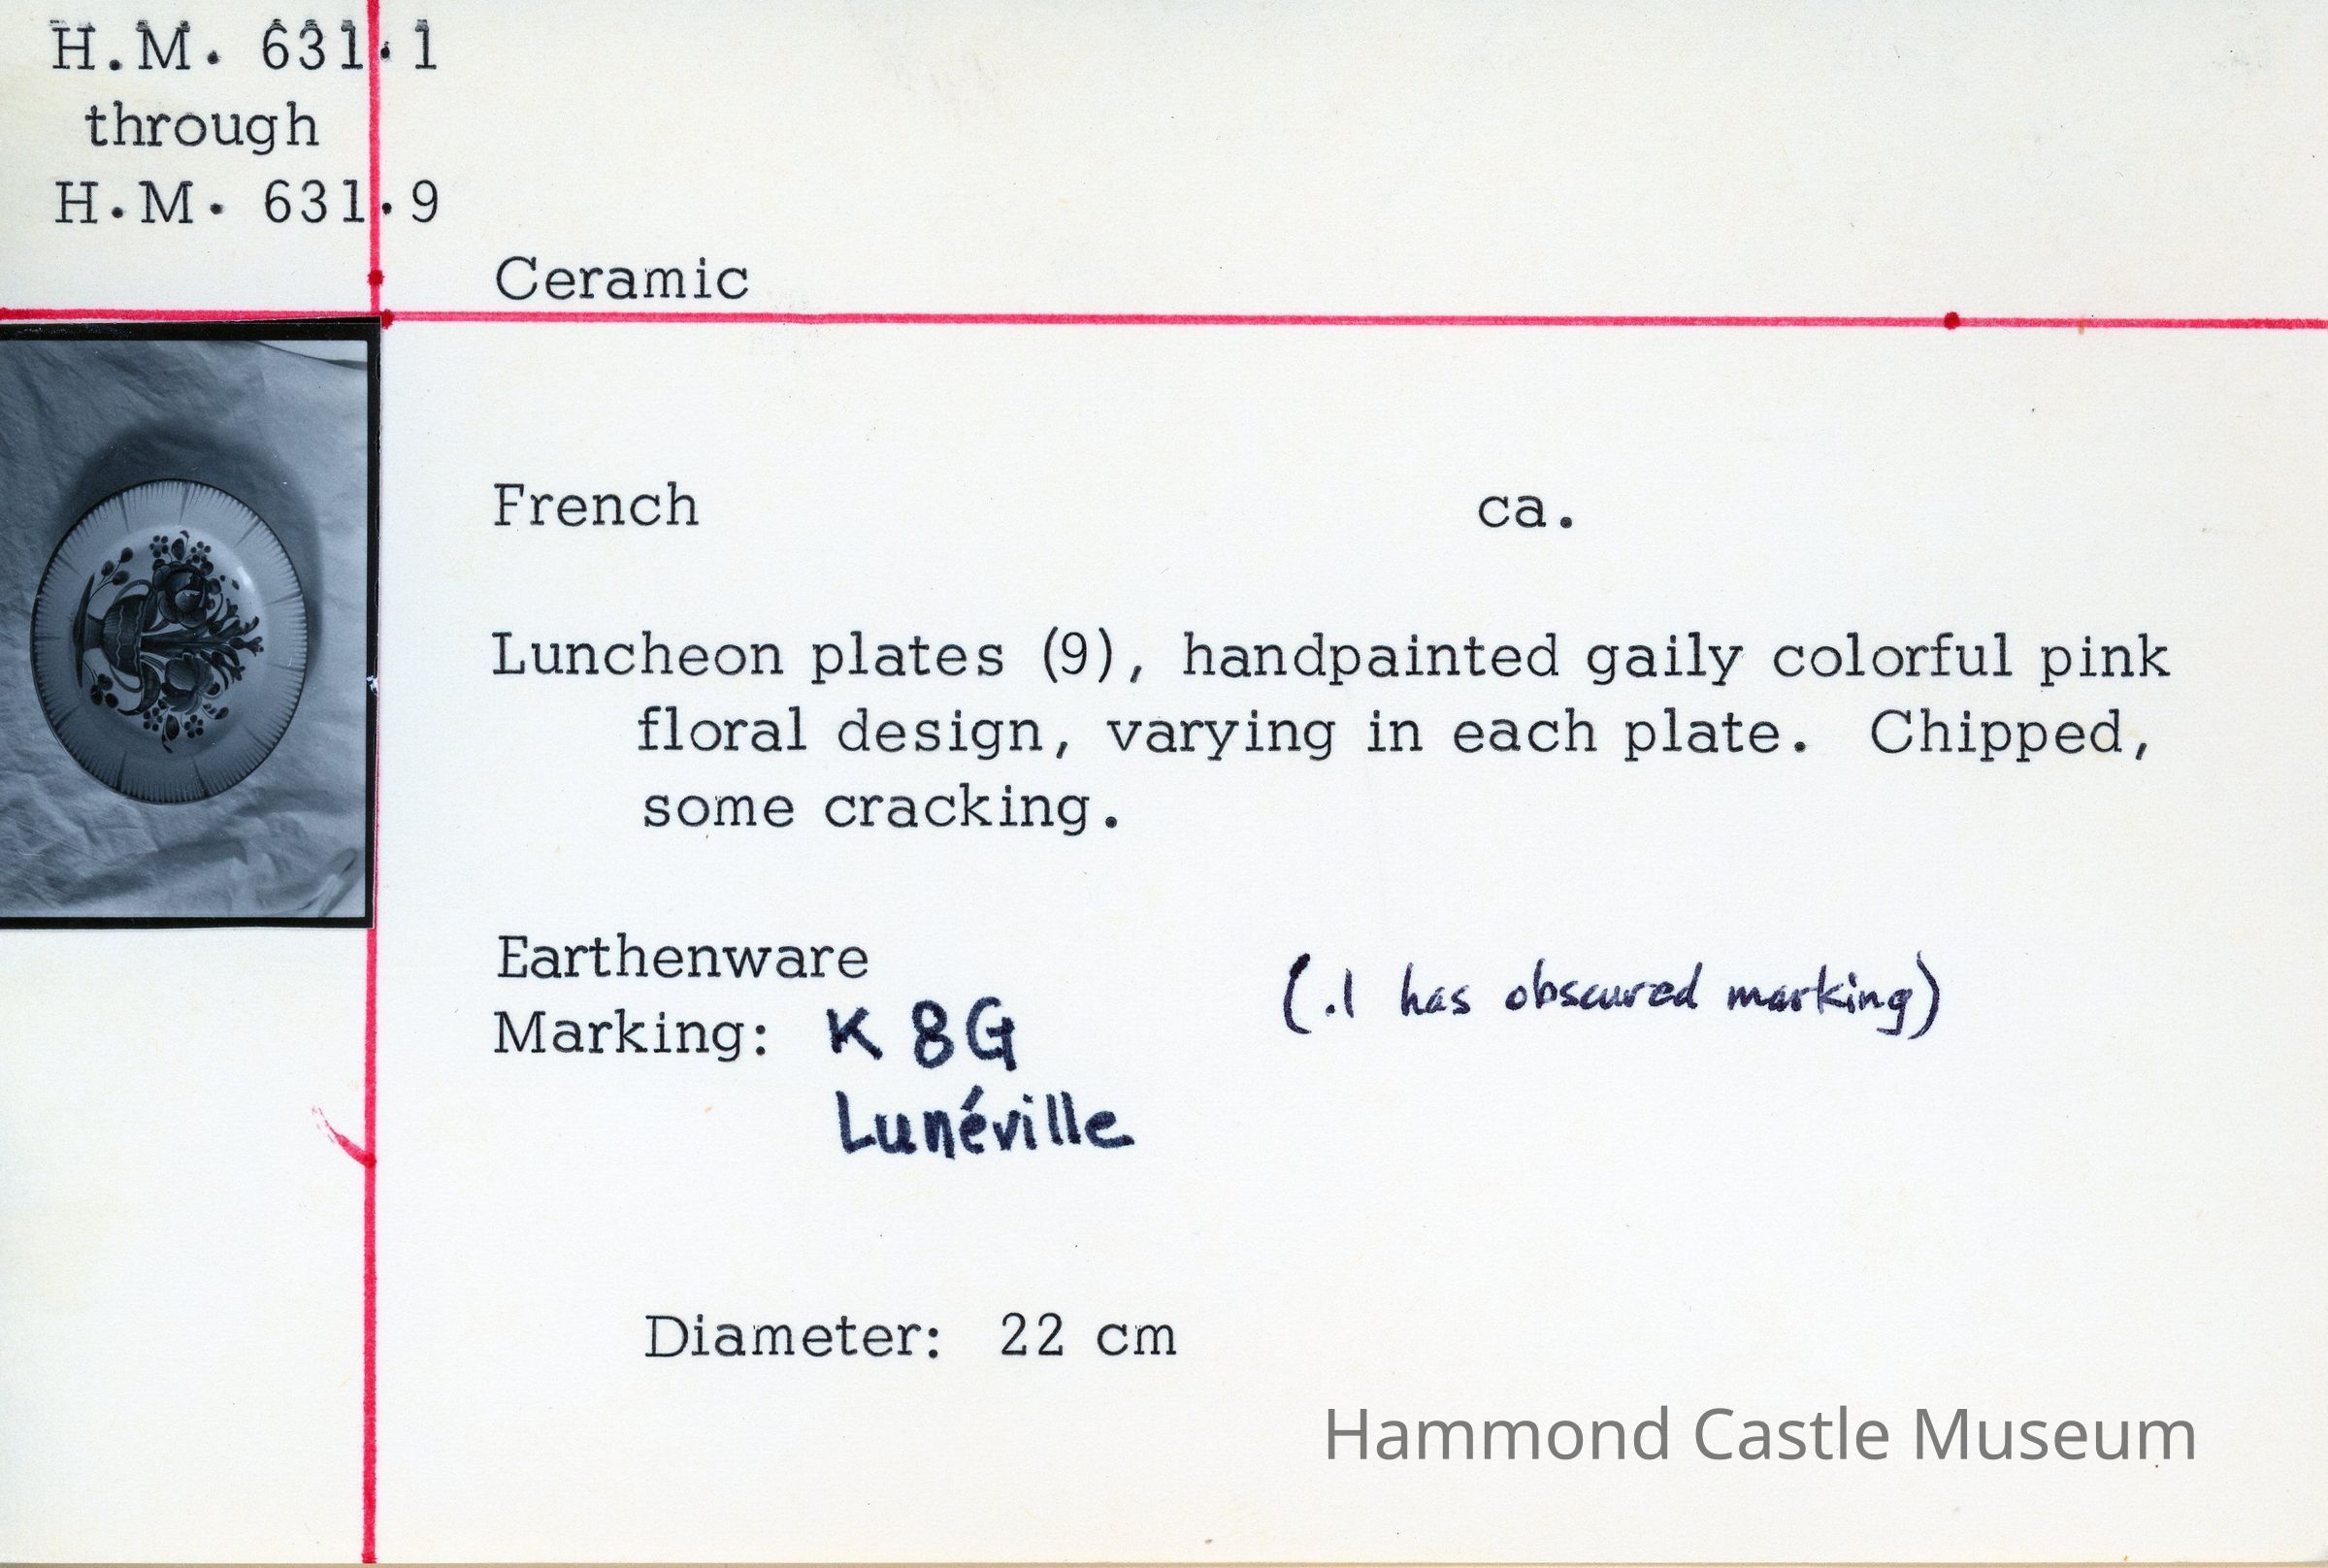 H.M. 631.1
through
H.M. 631.9
Ceramic
French ca.
Luncheon plates (9), handpainted gaily colorful pink
floral design, varying in each plate. Chipped,
some cracking.
Earthenware
(.1 has obscured marking)
Marking: K 8G
Lunéville
Diameter: 22 cm
Hammond Castle Museum